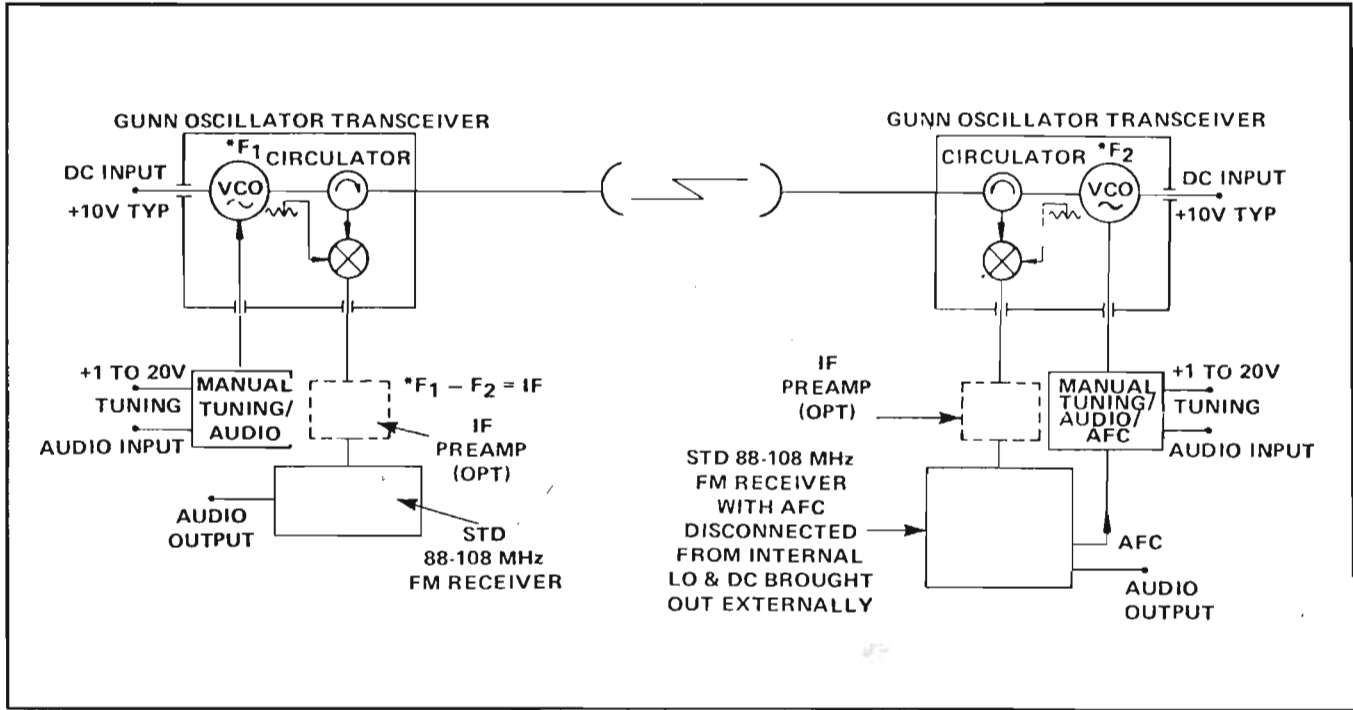 GUNN OSCILLATOR TRANSCEIVER
*F1
CIRCULATOR
DC INPUT
+10V TYP
VCO
+1 TO 20V
TUNING
AUDIO INPUT
MANUAL
TUNING/
AUDIO
*F1 – F2 = IF
IF
PREAMP
(OPT)
AUDIO
OUTPUT
STD
88-108 MHz
FM RECEIVER
GUNN OSCILLATOR TRANSCEIVER
CIRCULATOR
*F2
VCO
DC INPUT
+10V TYP
IF
PREAMP
(OPT)
MANUAL
TUNING/
AUDIO/
AFC
+1 TO 20V
TUNING
AUDIO INPUT
STD 88-108 MHz
FM RECEIVER
WITH AFC
DISCONNECTED
FROM INTERNAL
LO & DC BROUGHT
OUT EXTERNALLY
AFC
AUDIO
OUTPUT